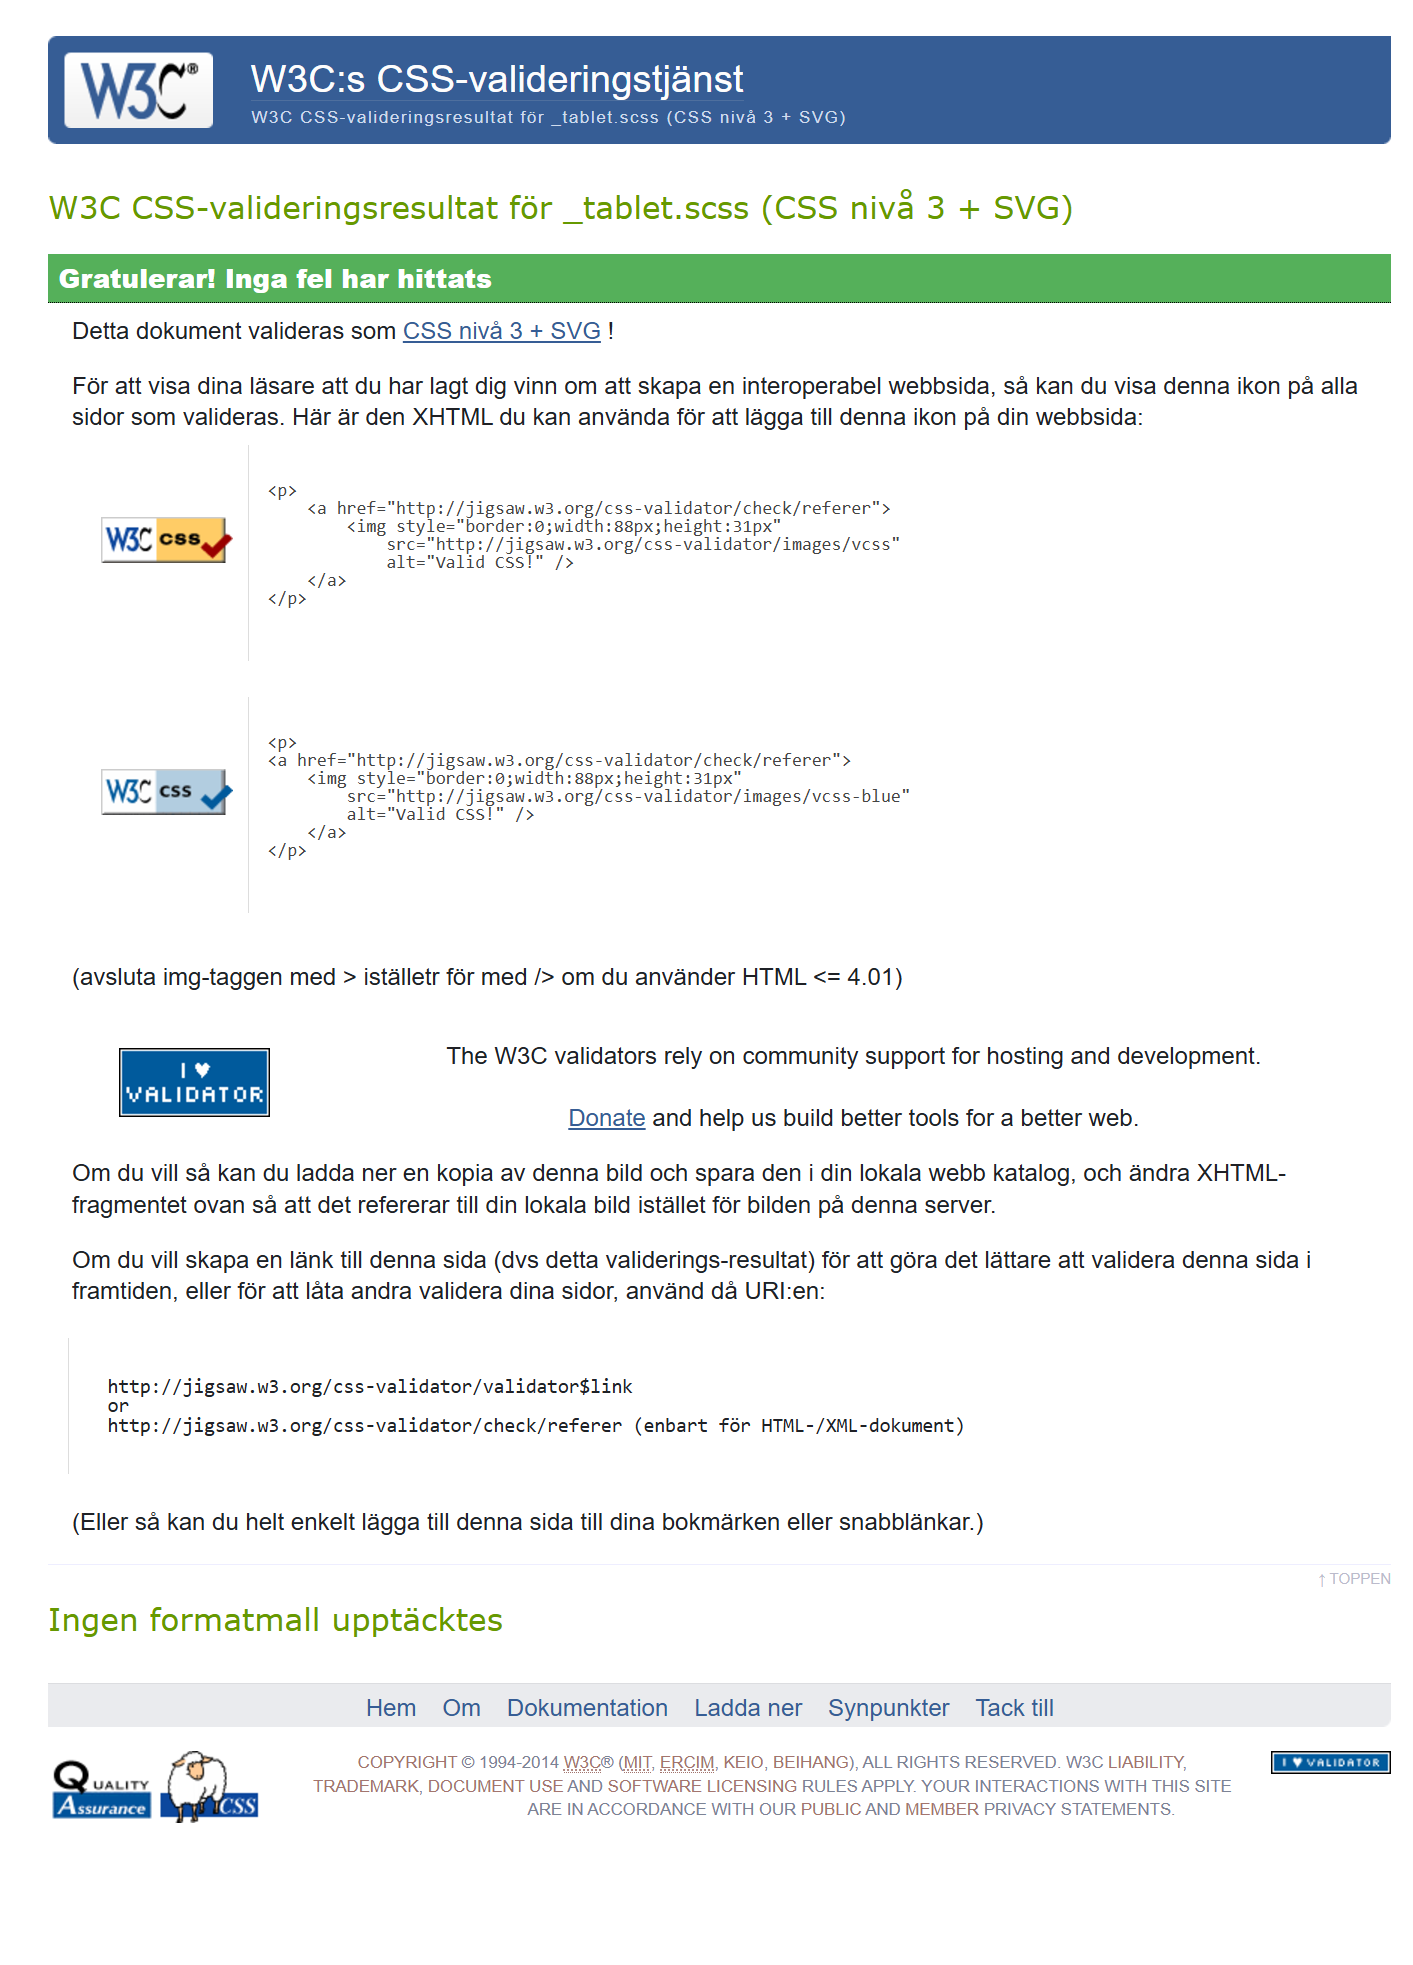 W3C®
W3C:s CSS-valideringstjänst
W3C CSS-valideringsresultat för _tablet.scss (CSS nivå 3 + SVG)
W3C CSS-valideringsresultat för _tablet.scss (CSS nivå 3 + SVG)
Gratulerar! Inga fel har hittats
Detta dokument valideras som CSS nivå 3 + SVG !
För att visa dina läsare att du har lagt dig vinn om att skapa en interoperabel webbsida, så kan du visa denna ikon på alla
sidor som valideras. Här är den XHTML du kan använda för att lägga till denna ikon på din webbsida:
W3C css
<p>
    <a href="http://jigsaw.w3.org/css-validator/check/referer">
        <img style="border:0;width:88px;height:31px"
            src="http://jigsaw.w3.org/css-validator/images/vcss"
            alt="Valid CSS!" />
    </a>
</p>
W3C css
<p>
<a href="http://jigsaw.w3.org/css-validator/check/referer">
    <img style="border:0;width:88px;height:31px"
        src="http://jigsaw.w3.org/css-validator/images/vcss-blue"
        alt="Valid CSS!" />
    </a>
</p>
(avsluta img-taggen med > iställetr för med /> om du använder HTML <= 4.01)
I ♥
VALIDATOR
The W3C validators rely on community support for hosting and development.
Donate and help us build better tools for a better web.
Om du vill så kan du ladda ner en kopia av denna bild och spara den i din lokala webb katalog, och ändra XHTML-
fragmentet ovan så att det refererar till din lokala bild istället för bilden på denna server.
Om du vill skapa en länk till denna sida (dvs detta validerings-resultat) för att göra det lättare att validera denna sida i
framtiden, eller för att låta andra validera dina sidor, använd då URI:en:
http://jigsaw.w3.org/css-validator/validator$link
or
http://jigsaw.w3.org/css-validator/check/referer (enbart för HTML-/XML-dokument)
(Eller så kan du helt enkelt lägga till denna sida till dina bokmärken eller snabblänkar.)
↑ TOPPEN
Ingen formatmall upptäcktes
Hem Om Dokumentation Ladda ner Synpunkter Tack till
QUALITY
Assurance
CSS
COPYRIGHT © 1994-2014 W3C® (MIT, ERCIM, KEIO, BEIHANG), ALL RIGHTS RESERVED. W3C LIABILITY,
TRADEMARK, DOCUMENT USE AND SOFTWARE LICENSING RULES APPLY. YOUR INTERACTIONS WITH THIS SITE
ARE IN ACCORDANCE WITH OUR PUBLIC AND MEMBER PRIVACY STATEMENTS.
I ♥ VALIDATOR